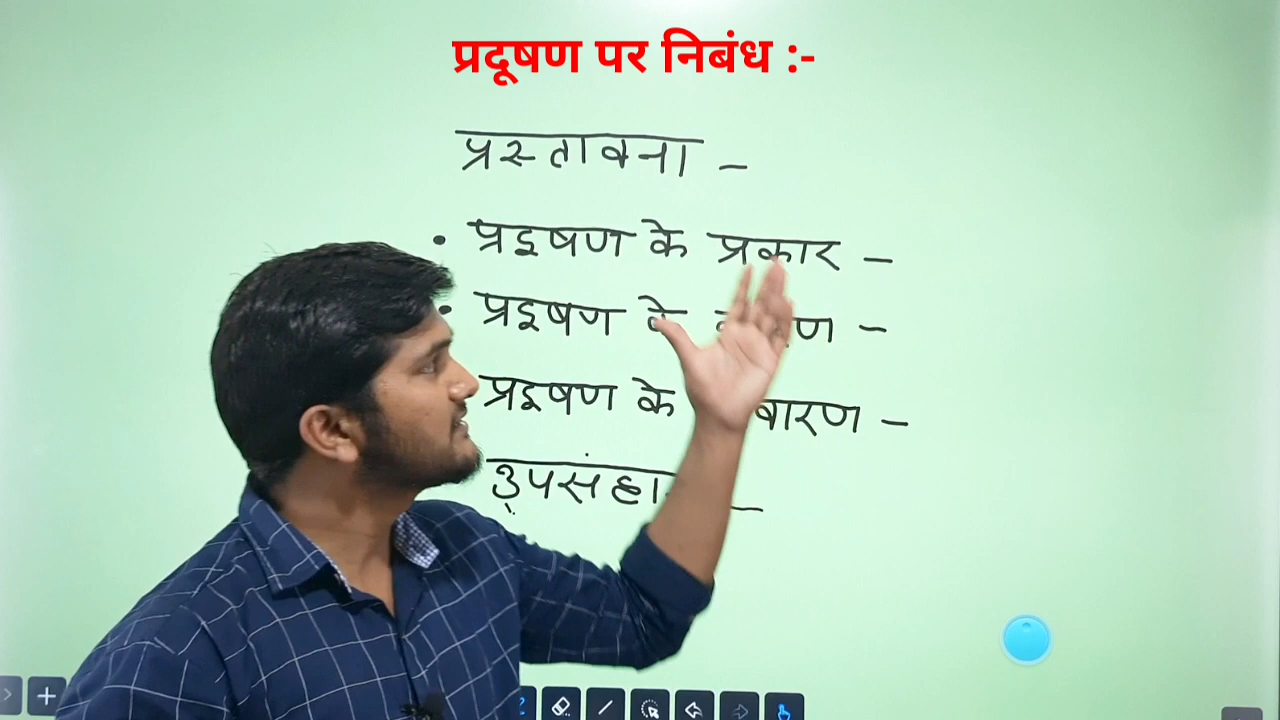 प्रदूषण पर निबंध :-
प्रस्तावना -
• प्रदूषण के प्रकार -
• प्रदूषण के -
प्रदूषण के -
-